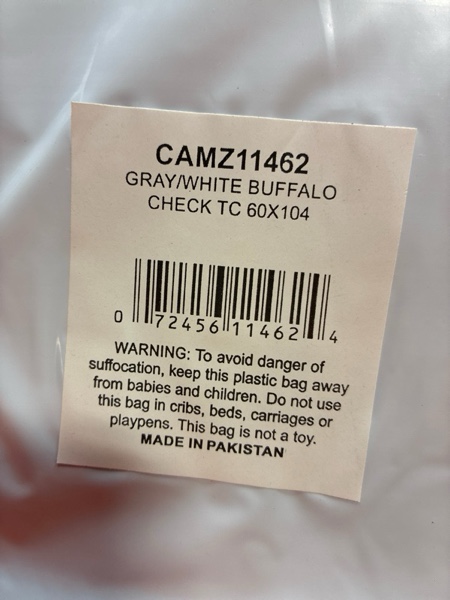 CAMZ11462
GRAY/WHITE BUFFALO
CHECK TC 60X104
0 72456 11462 4
WARNING: To avoid danger of
suffocation, keep this plastic bag away
from babies and children. Do not use
this bag in cribs, beds, carriages or
playpens. This bag is not a toy.
MADE IN PAKISTAN